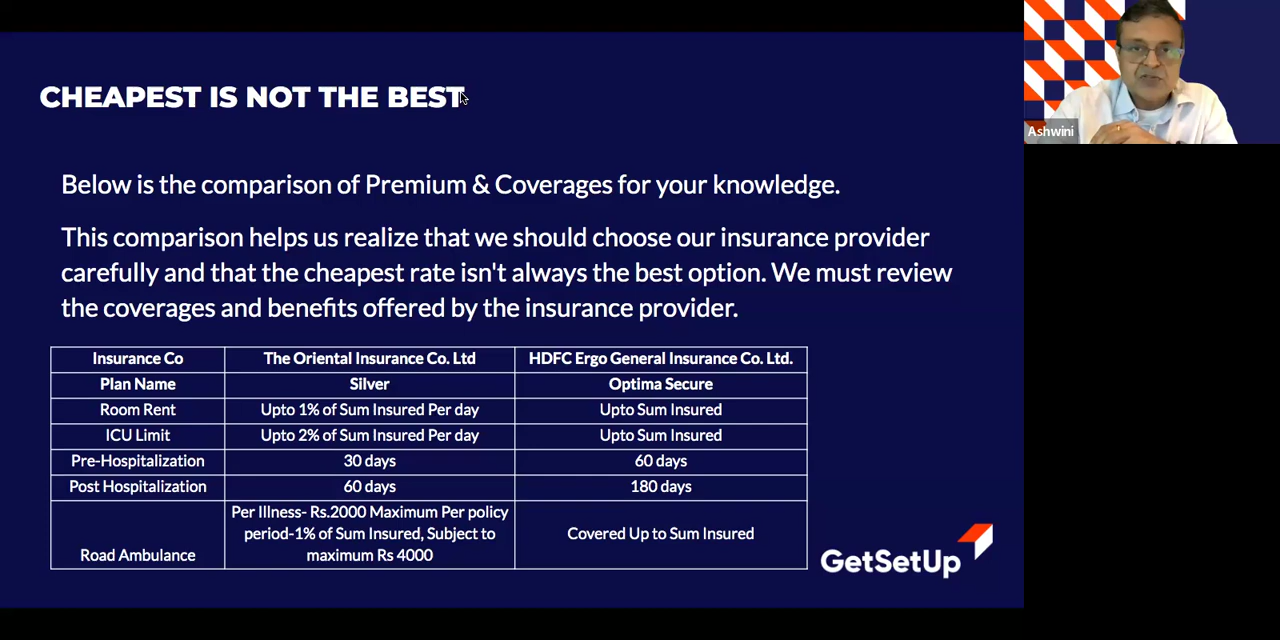 CHEAPEST IS NOT THE BEST
Below is the comparison of Premium & Coverages for your knowledge.
This comparison helps us realize that we should choose our insurance provider
carefully and that the cheapest rate isn't always the best option. We must review
the coverages and benefits offered by the insurance provider.
Insurance Co The Oriental Insurance Co. Ltd HDFC Ergo General Insurance Co. Ltd.
Plan Name Silver Optima Secure
Room Rent Upto 1% of Sum Insured Per day Upto Sum Insured
ICU Limit Upto 2% of Sum Insured Per day Upto Sum Insured
Pre-Hospitalization 30 days 60 days
Post Hospitalization 60 days 180 days
Per Illness- Rs.2000 Maximum Per policy
period-1% of Sum Insured, Subject to Covered Up to Sum Insured
Road Ambulance maximum Rs 4000
GetSetUp
Ashwini